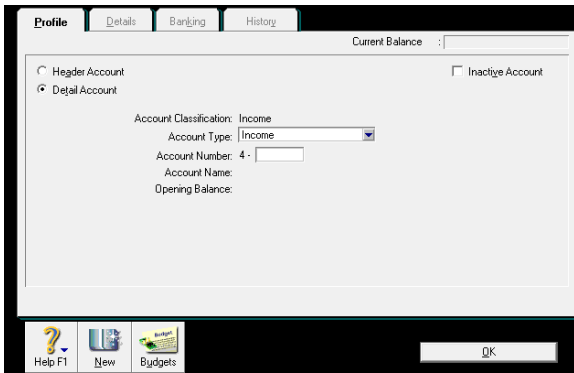 Profile Details Banking History
Current Balance :
Header Account Inactive Account
Detail Account
Account Classification: Income
Account Type: Income
Account Number: 4 -
Account Name:
Opening Balance:
Budget
Help F1 New Budgets OK